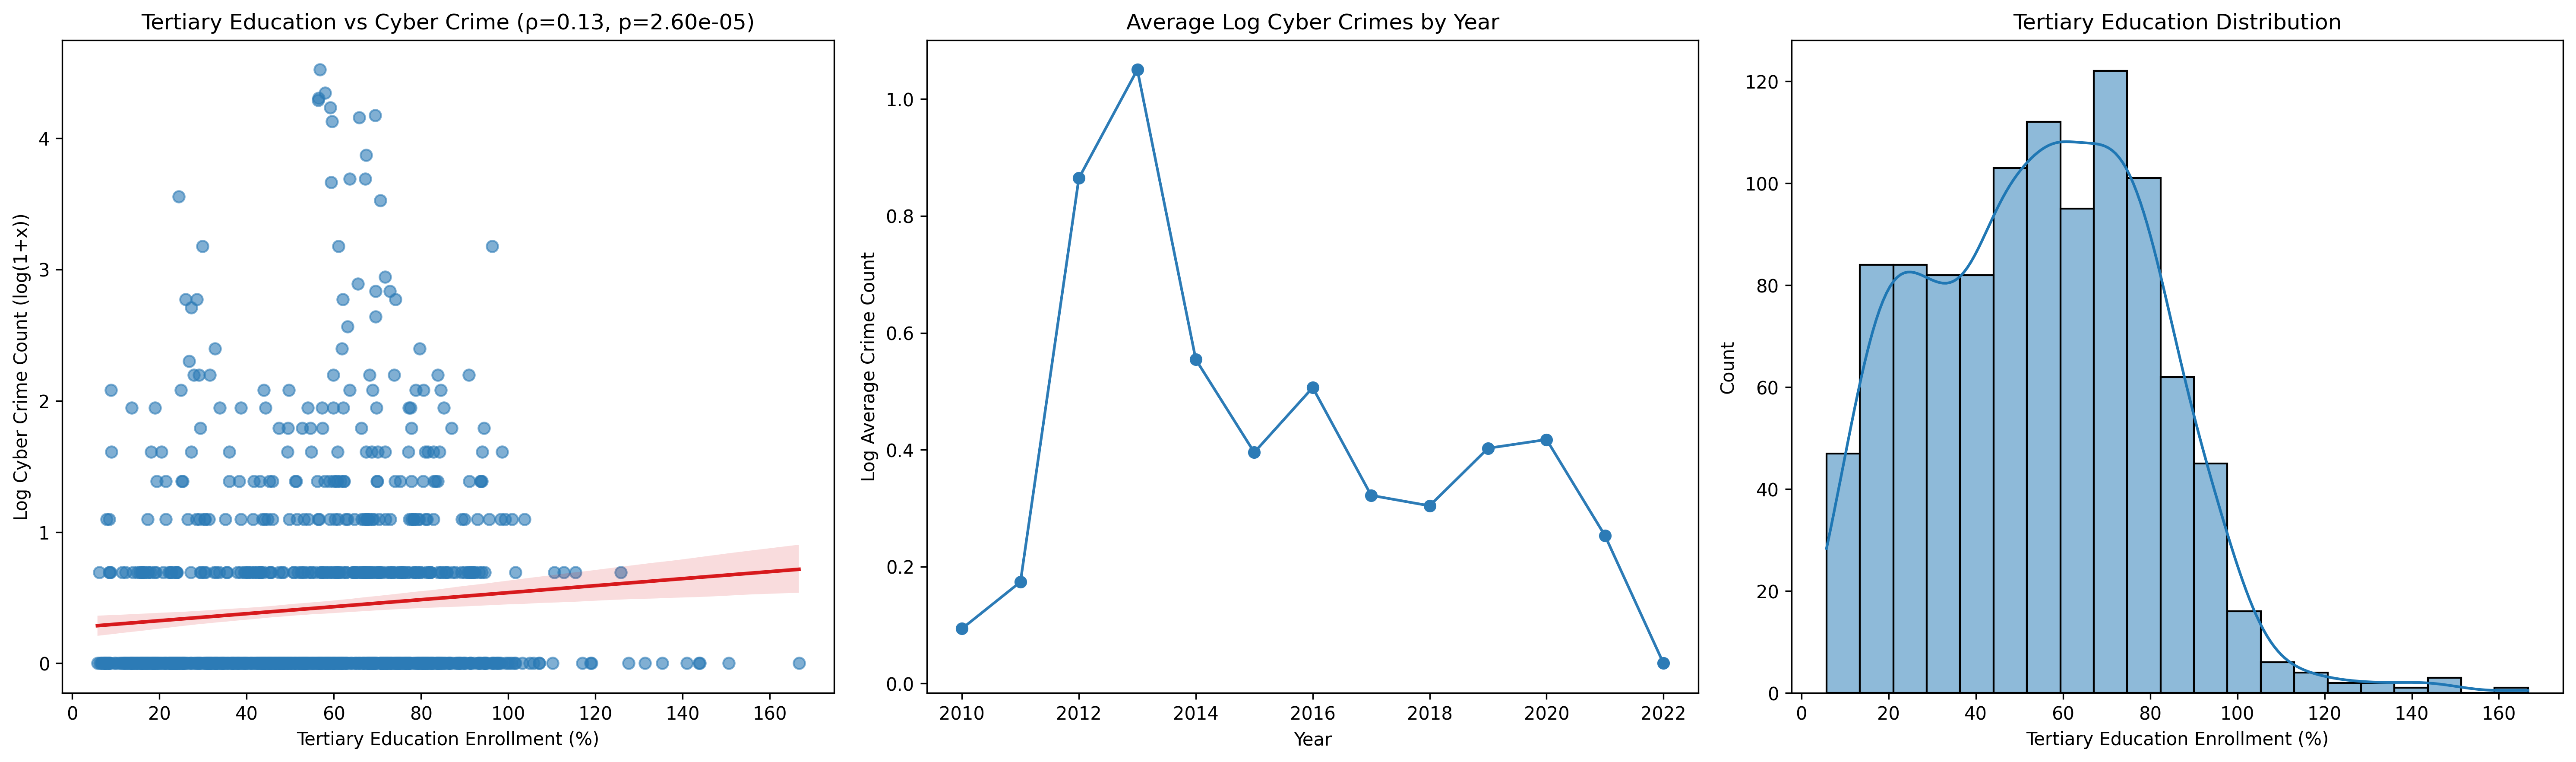 Tertiary Education vs Cyber Crime (ρ=0.13, p=2.60e-05)
Log Cyber Crime Count (log(1+x))
4
3
2
1
0
0 20 40 60 80 100 120 140 160
Tertiary Education Enrollment (%)
Average Log Cyber Crimes by Year
Log Average Crime Count
1.0
0.8
0.6
0.4
0.2
0.0
2010 2012 2014 2016 2018 2020 2022
Year
Tertiary Education Distribution
Count
120
100
80
60
40
20
0
0 20 40 60 80 100 120 140 160
Tertiary Education Enrollment (%)